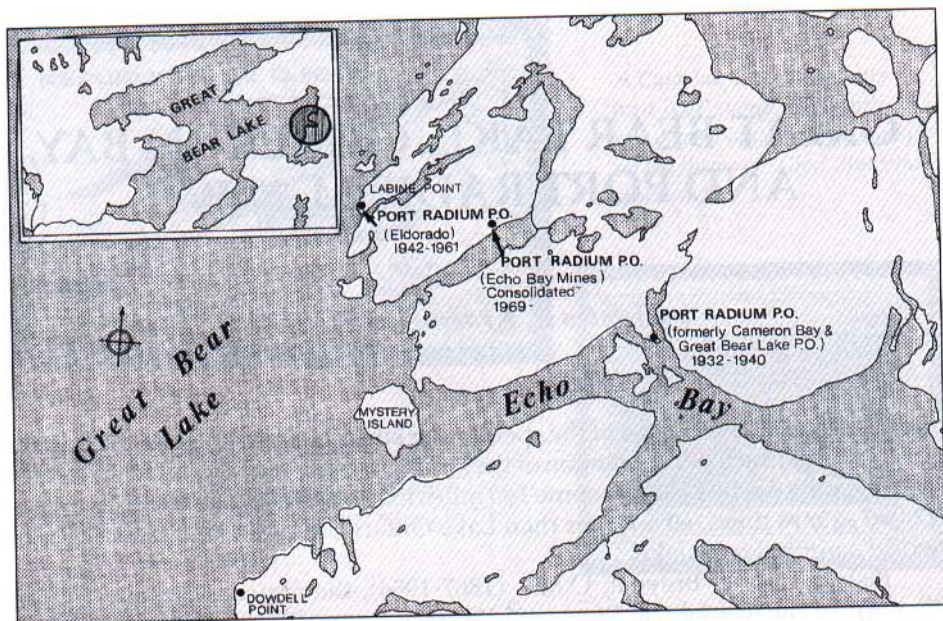 GREAT
BEAR LAKE
LABINE POINT
PORT RADIUM P.O.
(Eldorado)
1942-1961
PORT RADIUM P.O.
(Echo Bay Mines)
"Consolidated"
1969-
PORT RADIUM P.O.
(formerly Cameron Bay &
Great Bear Lake P.O.)
1932-1940
Great Bear
Lake
Echo Bay
MYSTERY
ISLAND
DOWDELL
POINT